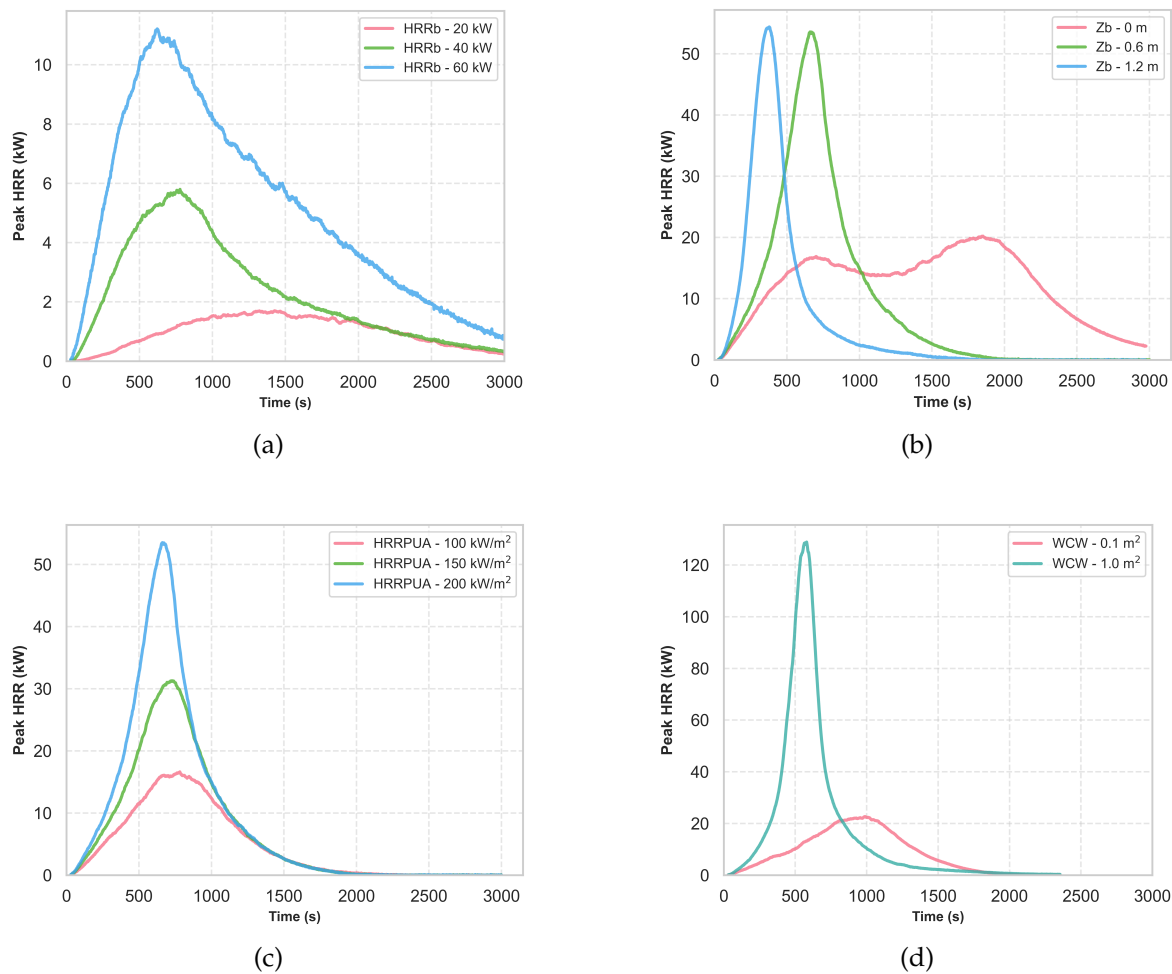 HRRb - 20 kW
HRRb - 40 kW
HRRb - 60 kW
Peak HRR (kW)
10
8
6
4
2
0
0 500 1000 1500 2000 2500 3000
Time (s)
(a)
Zb - 0 m
Zb - 0.6 m
Zb - 1.2 m
Peak HRR (kW)
50
40
30
20
10
0
0 500 1000 1500 2000 2500 3000
Time (s)
(b)
HRRPUA - 100 kW/m²
HRRPUA - 150 kW/m²
HRRPUA - 200 kW/m²
Peak HRR (kW)
50
40
30
20
10
0
0 500 1000 1500 2000 2500 3000
Time (s)
(c)
WCW - 0.1 m²
WCW - 1.0 m²
Peak HRR (kW)
120
100
80
60
40
20
0
0 500 1000 1500 2000 2500 3000
Time (s)
(d)